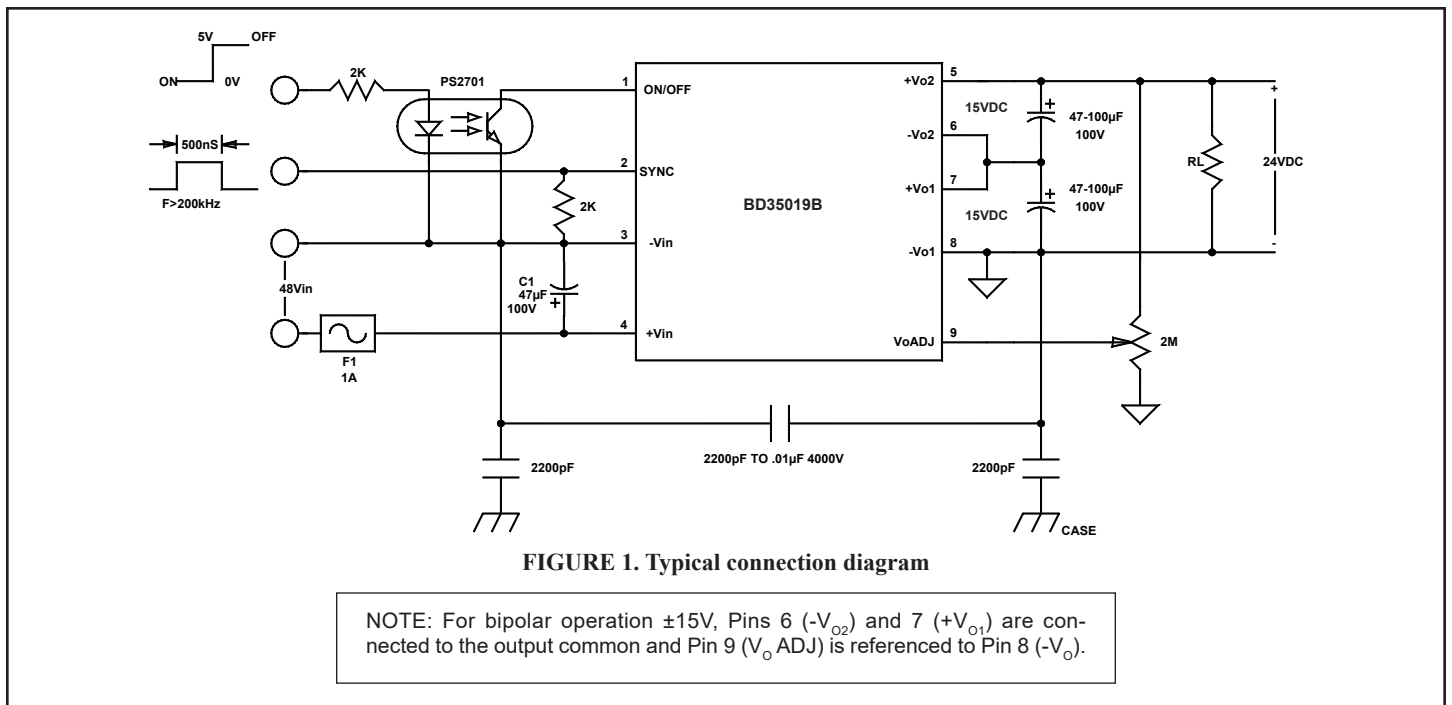 5V OFF
ON 0V
2K
PS2701
500nS
F>200kHz
2K
C1
47µF
100V
48Vin
F1
1A
1
ON/OFF
2
SYNC
3
-Vin
4
+Vin
BD35019B
5
+Vo2
6
-Vo2
7
+Vo1
8
-Vo1
9
VoADJ
15VDC
47-100µF
100V
15VDC
47-100µF
100V
RL
+
24VDC
-
2M
2200pF
2200pF TO .01µF 4000V
2200pF
CASE
FIGURE 1. Typical connection diagram
NOTE: For bipolar operation ±15V, Pins 6 (-VO2) and 7 (+VO1) are con-
nected to the output common and Pin 9 (VO ADJ) is referenced to Pin 8 (-VO).